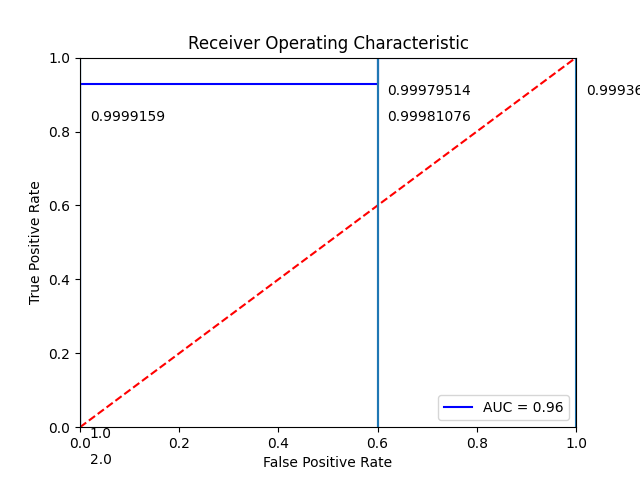 Receiver Operating Characteristic
1.0
0.99979514
0.99936
0.9999159
0.99981076
0.8
0.6
True Positive Rate
0.4
0.2
AUC = 0.96
0.0
1.0
0.0 0.2 0.4 0.6 0.8 1.0
2.0
False Positive Rate